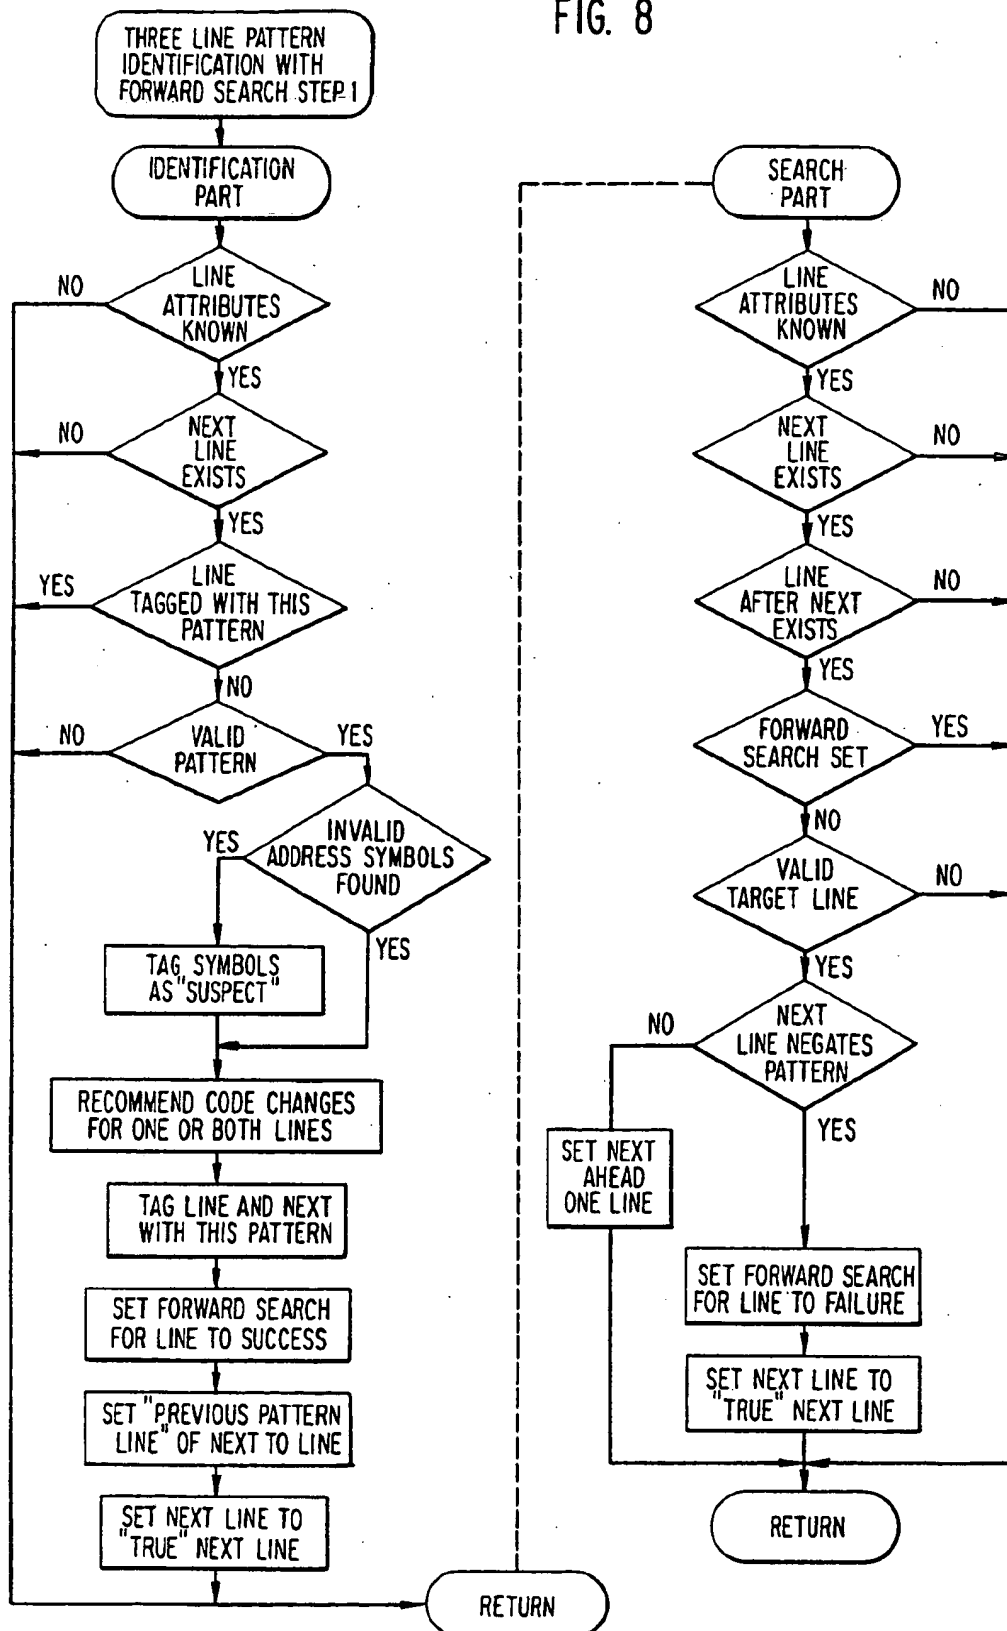 FIG. 8
THREE LINE PATTERN
IDENTIFICATION WITH
FORWARD SEARCH STEP 1
IDENTIFICATION
PART
LINE
ATTRIBUTES
KNOWN
NO
YES
NEXT
LINE
EXISTS
NO
YES
LINE
TAGGED WITH THIS
PATTERN
YES
NO
VALID
PATTERN
NO
YES
INVALID
ADDRESS SYMBOLS
FOUND
YES
YES
TAG SYMBOLS
AS "SUSPECT"
RECOMMEND CODE CHANGES
FOR ONE OR BOTH LINES
TAG LINE AND NEXT
WITH THIS PATTERN
SET FORWARD SEARCH
FOR LINE TO SUCCESS
SET "PREVIOUS PATTERN
LINE" OF NEXT TO LINE
SET NEXT LINE TO
"TRUE" NEXT LINE
RETURN
SEARCH
PART
LINE
ATTRIBUTES
KNOWN
NO
YES
NEXT
LINE
EXISTS
NO
YES
LINE
AFTER NEXT
EXISTS
NO
YES
FORWARD
SEARCH SET
YES
NO
VALID
TARGET LINE
NO
YES
NEXT
LINE NEGATES
PATTERN
NO
YES
SET NEXT
AHEAD
ONE LINE
SET FORWARD SEARCH
FOR LINE TO FAILURE
SET NEXT LINE TO
"TRUE" NEXT LINE
RETURN